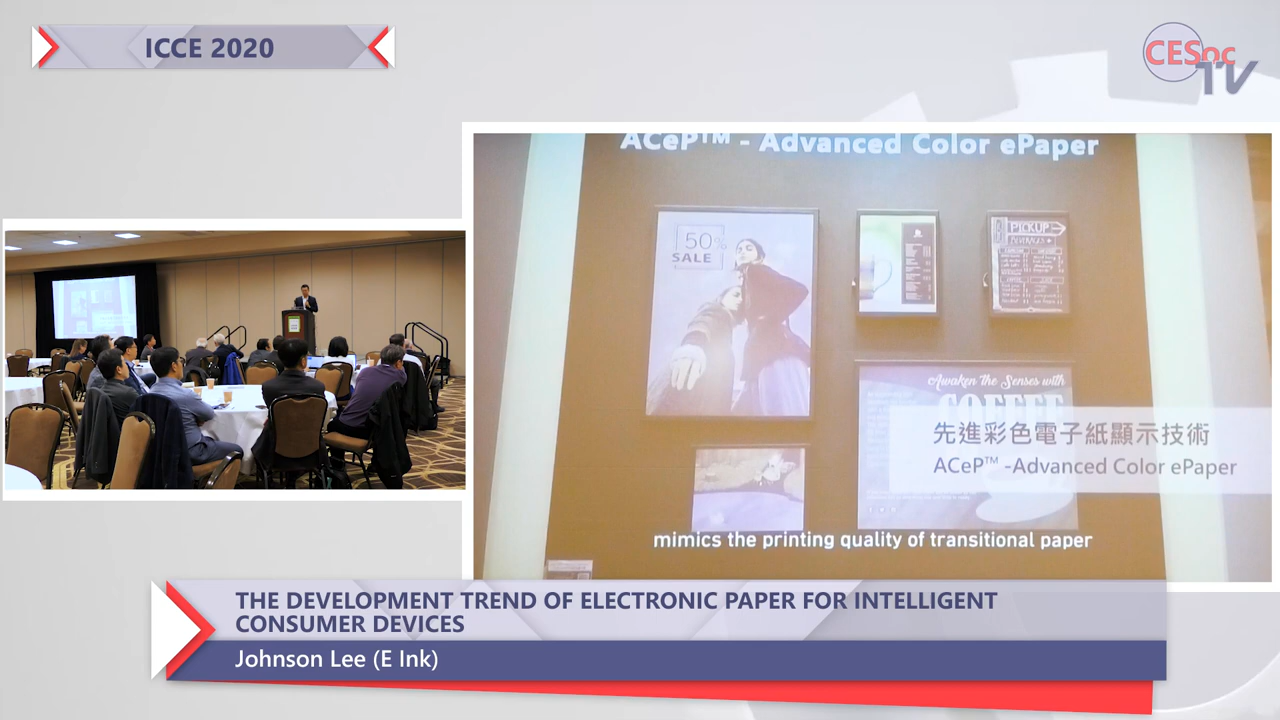 ICCE 2020
CESoc
TV
ACeP™ - Advanced Color ePaper
50%
SALE
PICKUP
BEVERAGES
Awaken the Senses with
COFFEE
先進彩色電子紙顯示技術
ACeP™ -Advanced Color ePaper
mimics the printing quality of transitional paper
THE DEVELOPMENT TREND OF ELECTRONIC PAPER FOR INTELLIGENT
CONSUMER DEVICES
Johnson Lee (E Ink)